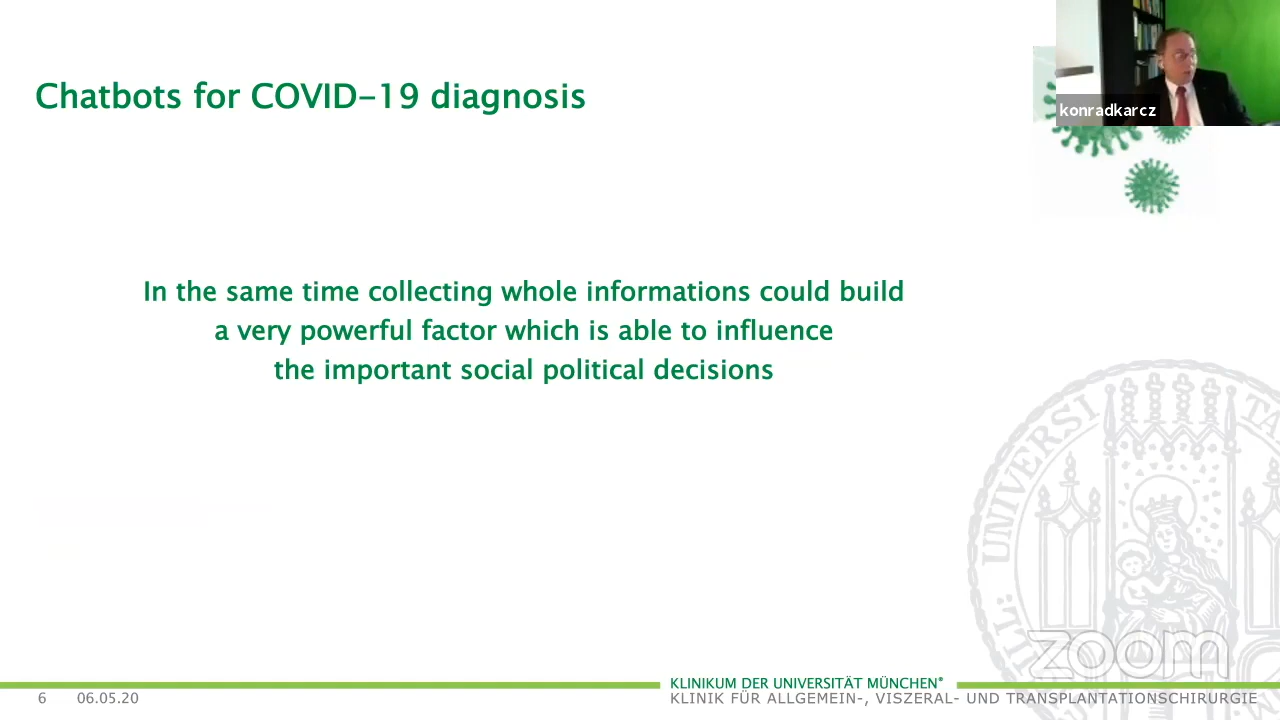 konradkarcz
Chatbots for COVID-19 diagnosis
In the same time collecting whole informations could build
a very powerful factor which is able to influence
the important social political decisions
UNIVERSITA
zoom
KLINIKUM DER UNIVERSITÄT MÜNCHEN®
6 06.05.20 KLINIK FÜR ALLGEMEIN-, VISZERAL- UND TRANSPLANTATIONSCHIRURGIE